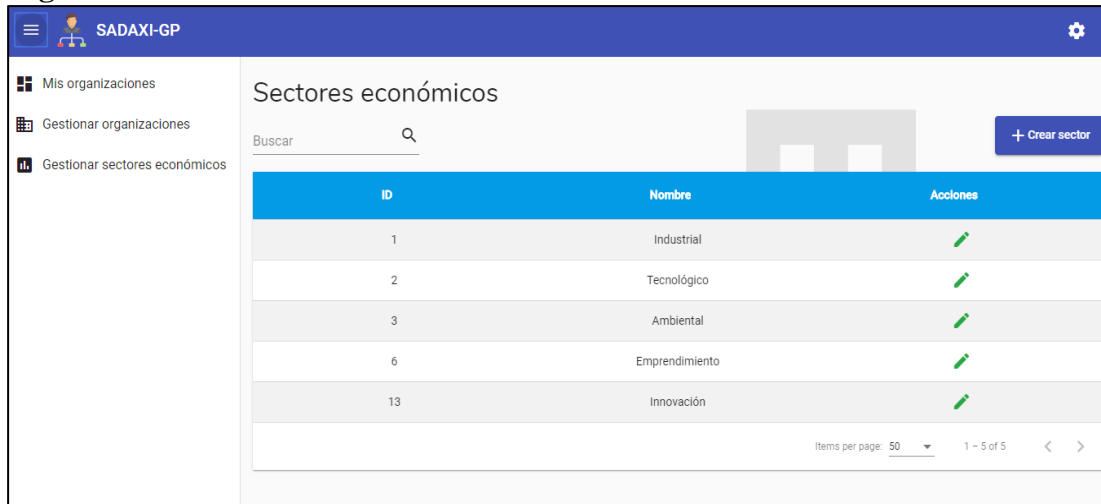 SADAXI-GP
Mis organizaciones
Gestionar organizaciones
Gestionar sectores económicos
Sectores económicos
Buscar
+ Crear sector
ID Nombre Acciones
1 Industrial
2 Tecnológico
3 Ambiental
6 Emprendimiento
13 Innovación
Items per page: 50 1 – 5 of 5